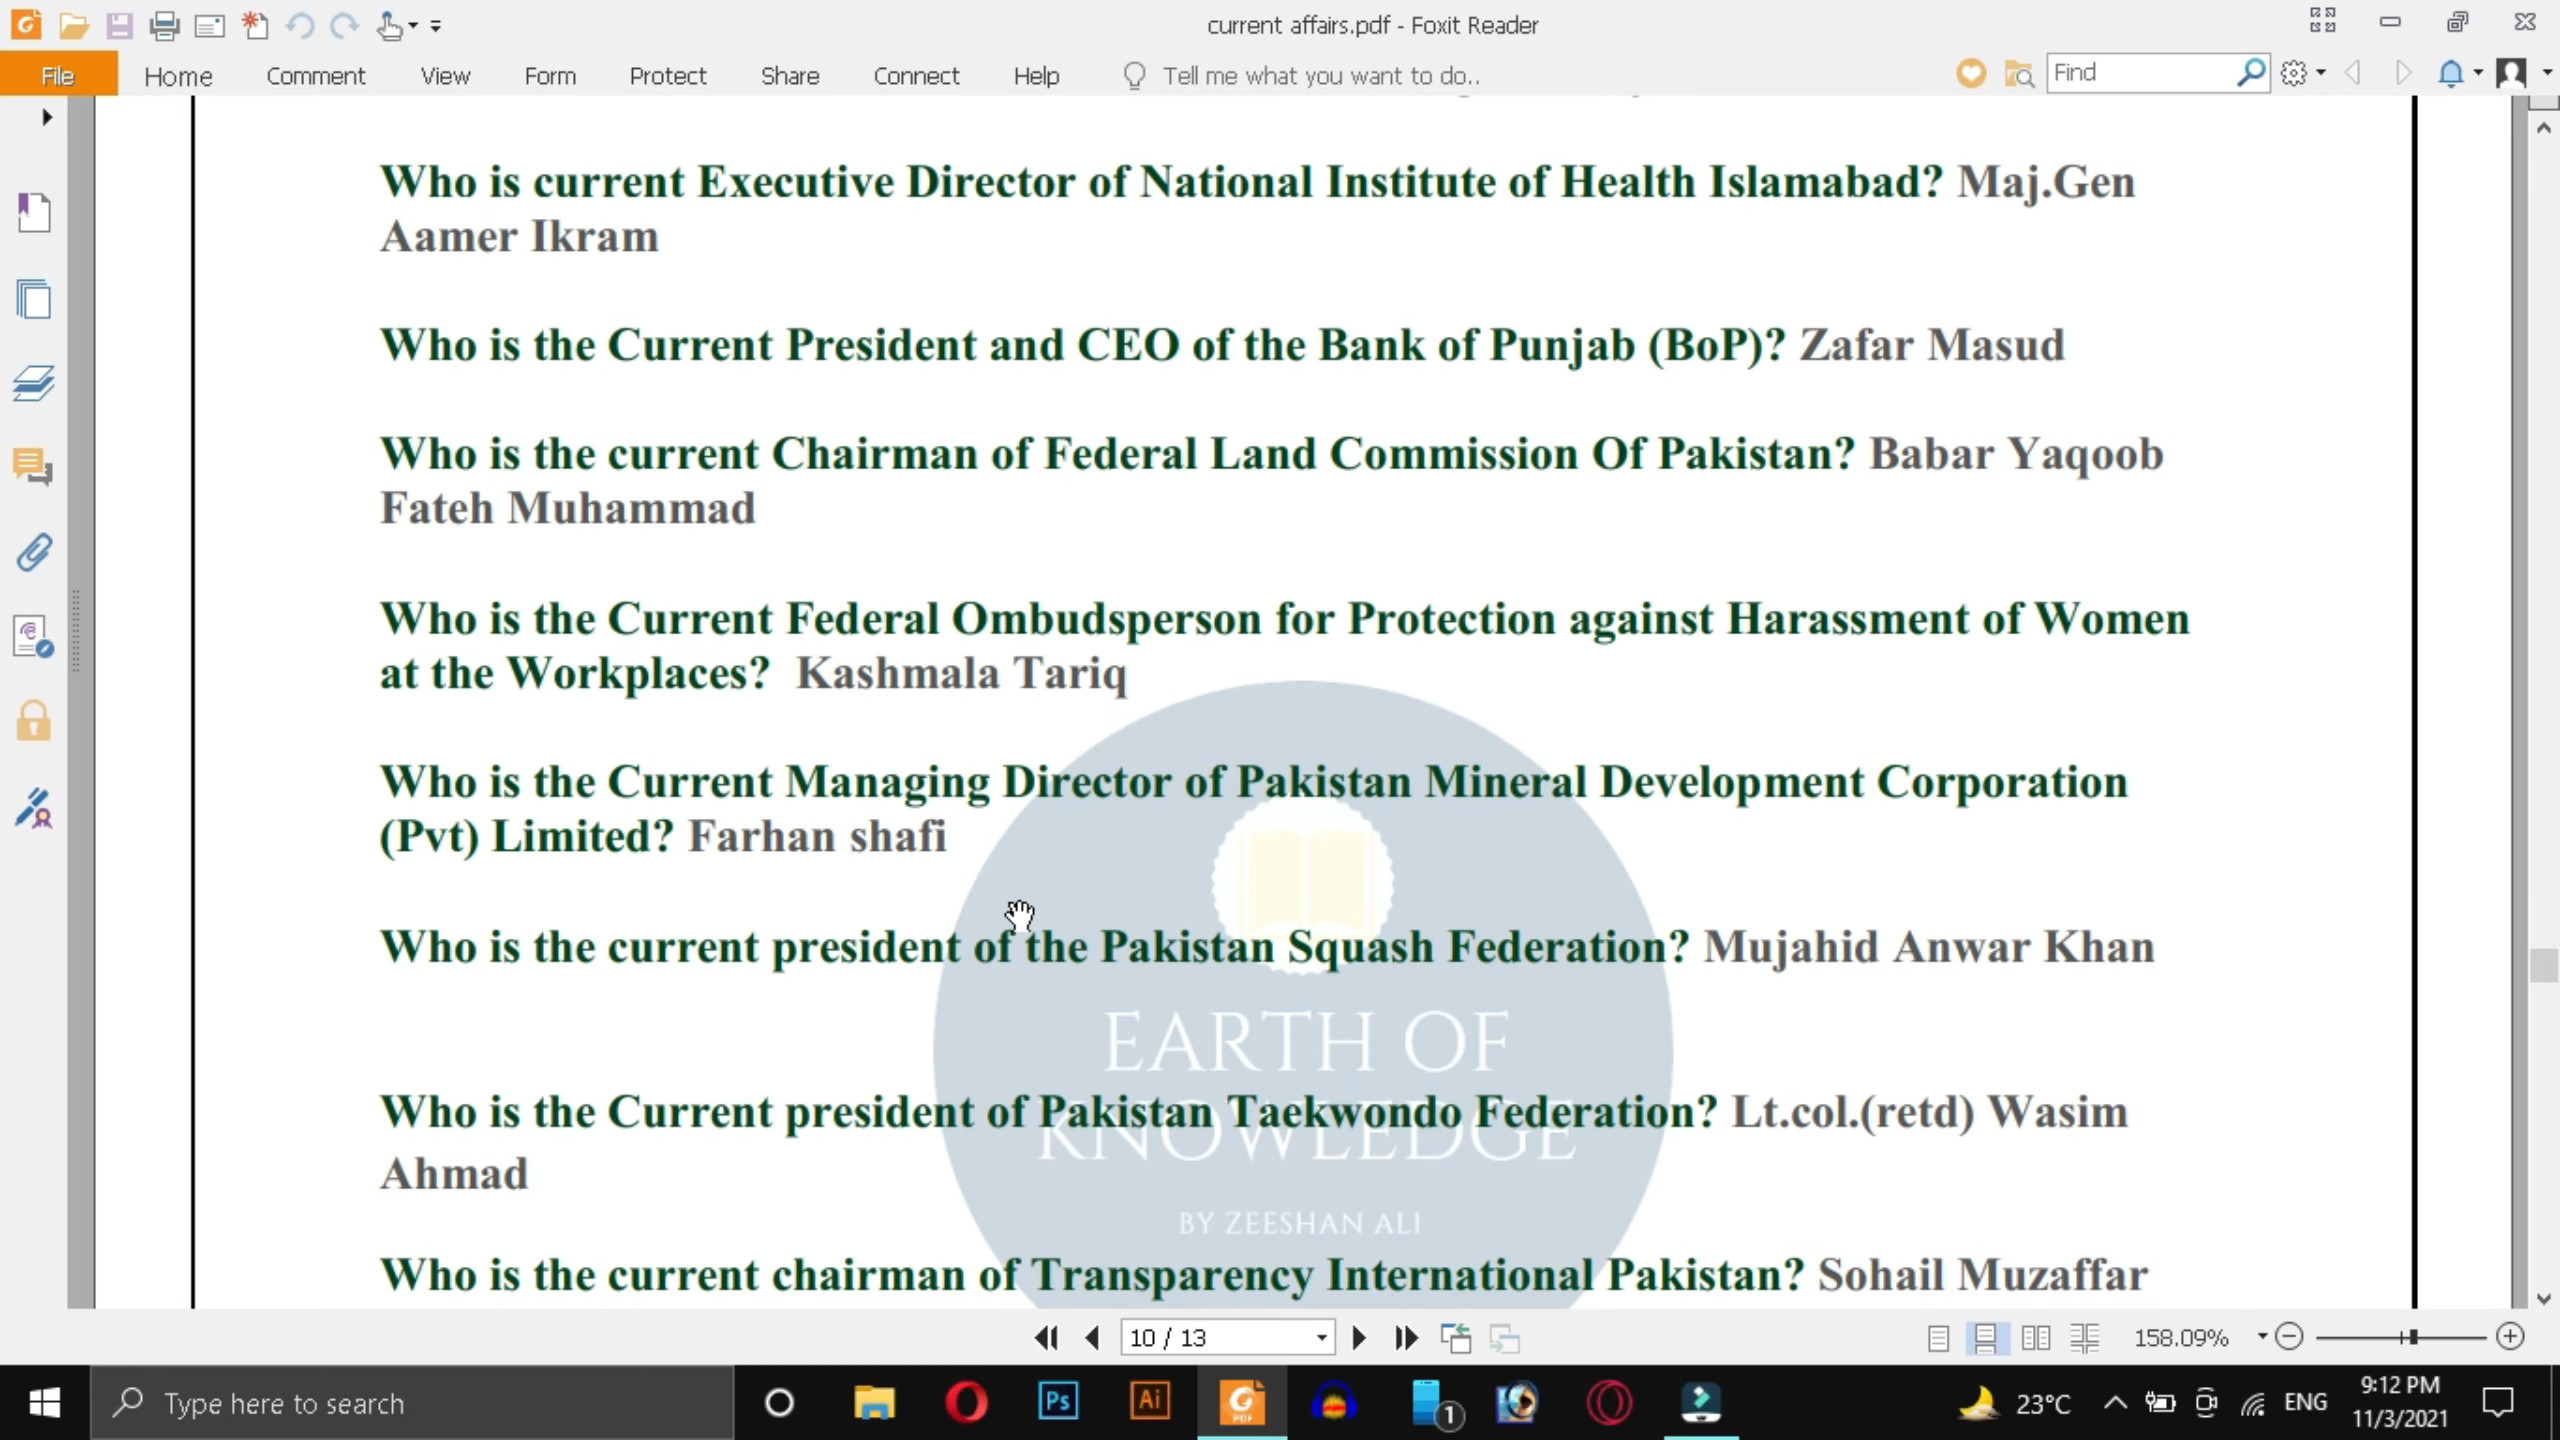 current affairs.pdf - Foxit Reader
File Home Comment View Form Protect Share Connect Help Tell me what you want to do.. Find
Who is current Executive Director of National Institute of Health Islamabad? Maj.Gen
Aamer Ikram
Who is the Current President and CEO of the Bank of Punjab (BoP)? Zafar Masud
Who is the current Chairman of Federal Land Commission Of Pakistan? Babar Yaqoob
Fateh Muhammad
Who is the Current Federal Ombudsperson for Protection against Harassment of Women
at the Workplaces? Kashmala Tariq
Who is the Current Managing Director of Pakistan Mineral Development Corporation
(Pvt) Limited? Farhan shafi
Who is the current president of the Pakistan Squash Federation? Mujahid Anwar Khan
EARTH OF
Who is the Current president of Pakistan Taekwondo Federation? Lt.col.(retd) Wasim
KNOWLEDGE
Ahmad
BY ZEESHAN ALI
Who is the current chairman of Transparency International Pakistan? Sohail Muzaffar
10 / 13 158.09%
Type here to search Ps Ai PDF 1 23°C ENG 9:12 PM
11/3/2021